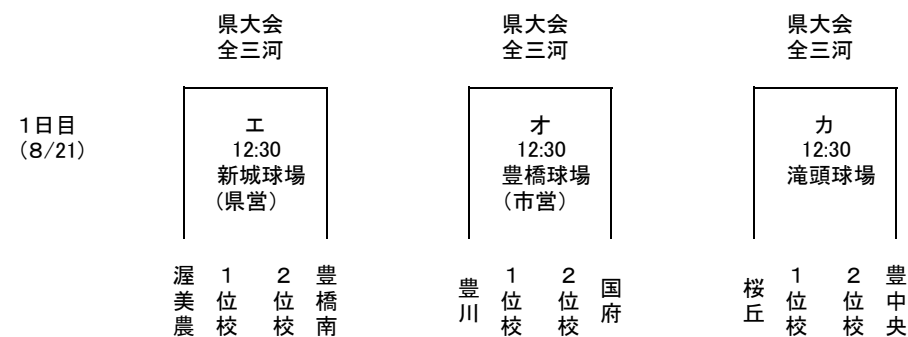 県大会
全三河
県大会
全三河
県大会
全三河
1日目
(8/21)
エ
12:30
新城球場
(県営)
オ
12:30
豊橋球場
(市営)
カ
12:30
滝頭球場
渥美農
1位校
2位校
豊橋南
豊川
1位校
2位校
国府
桜丘
1位校
2位校
豊中央